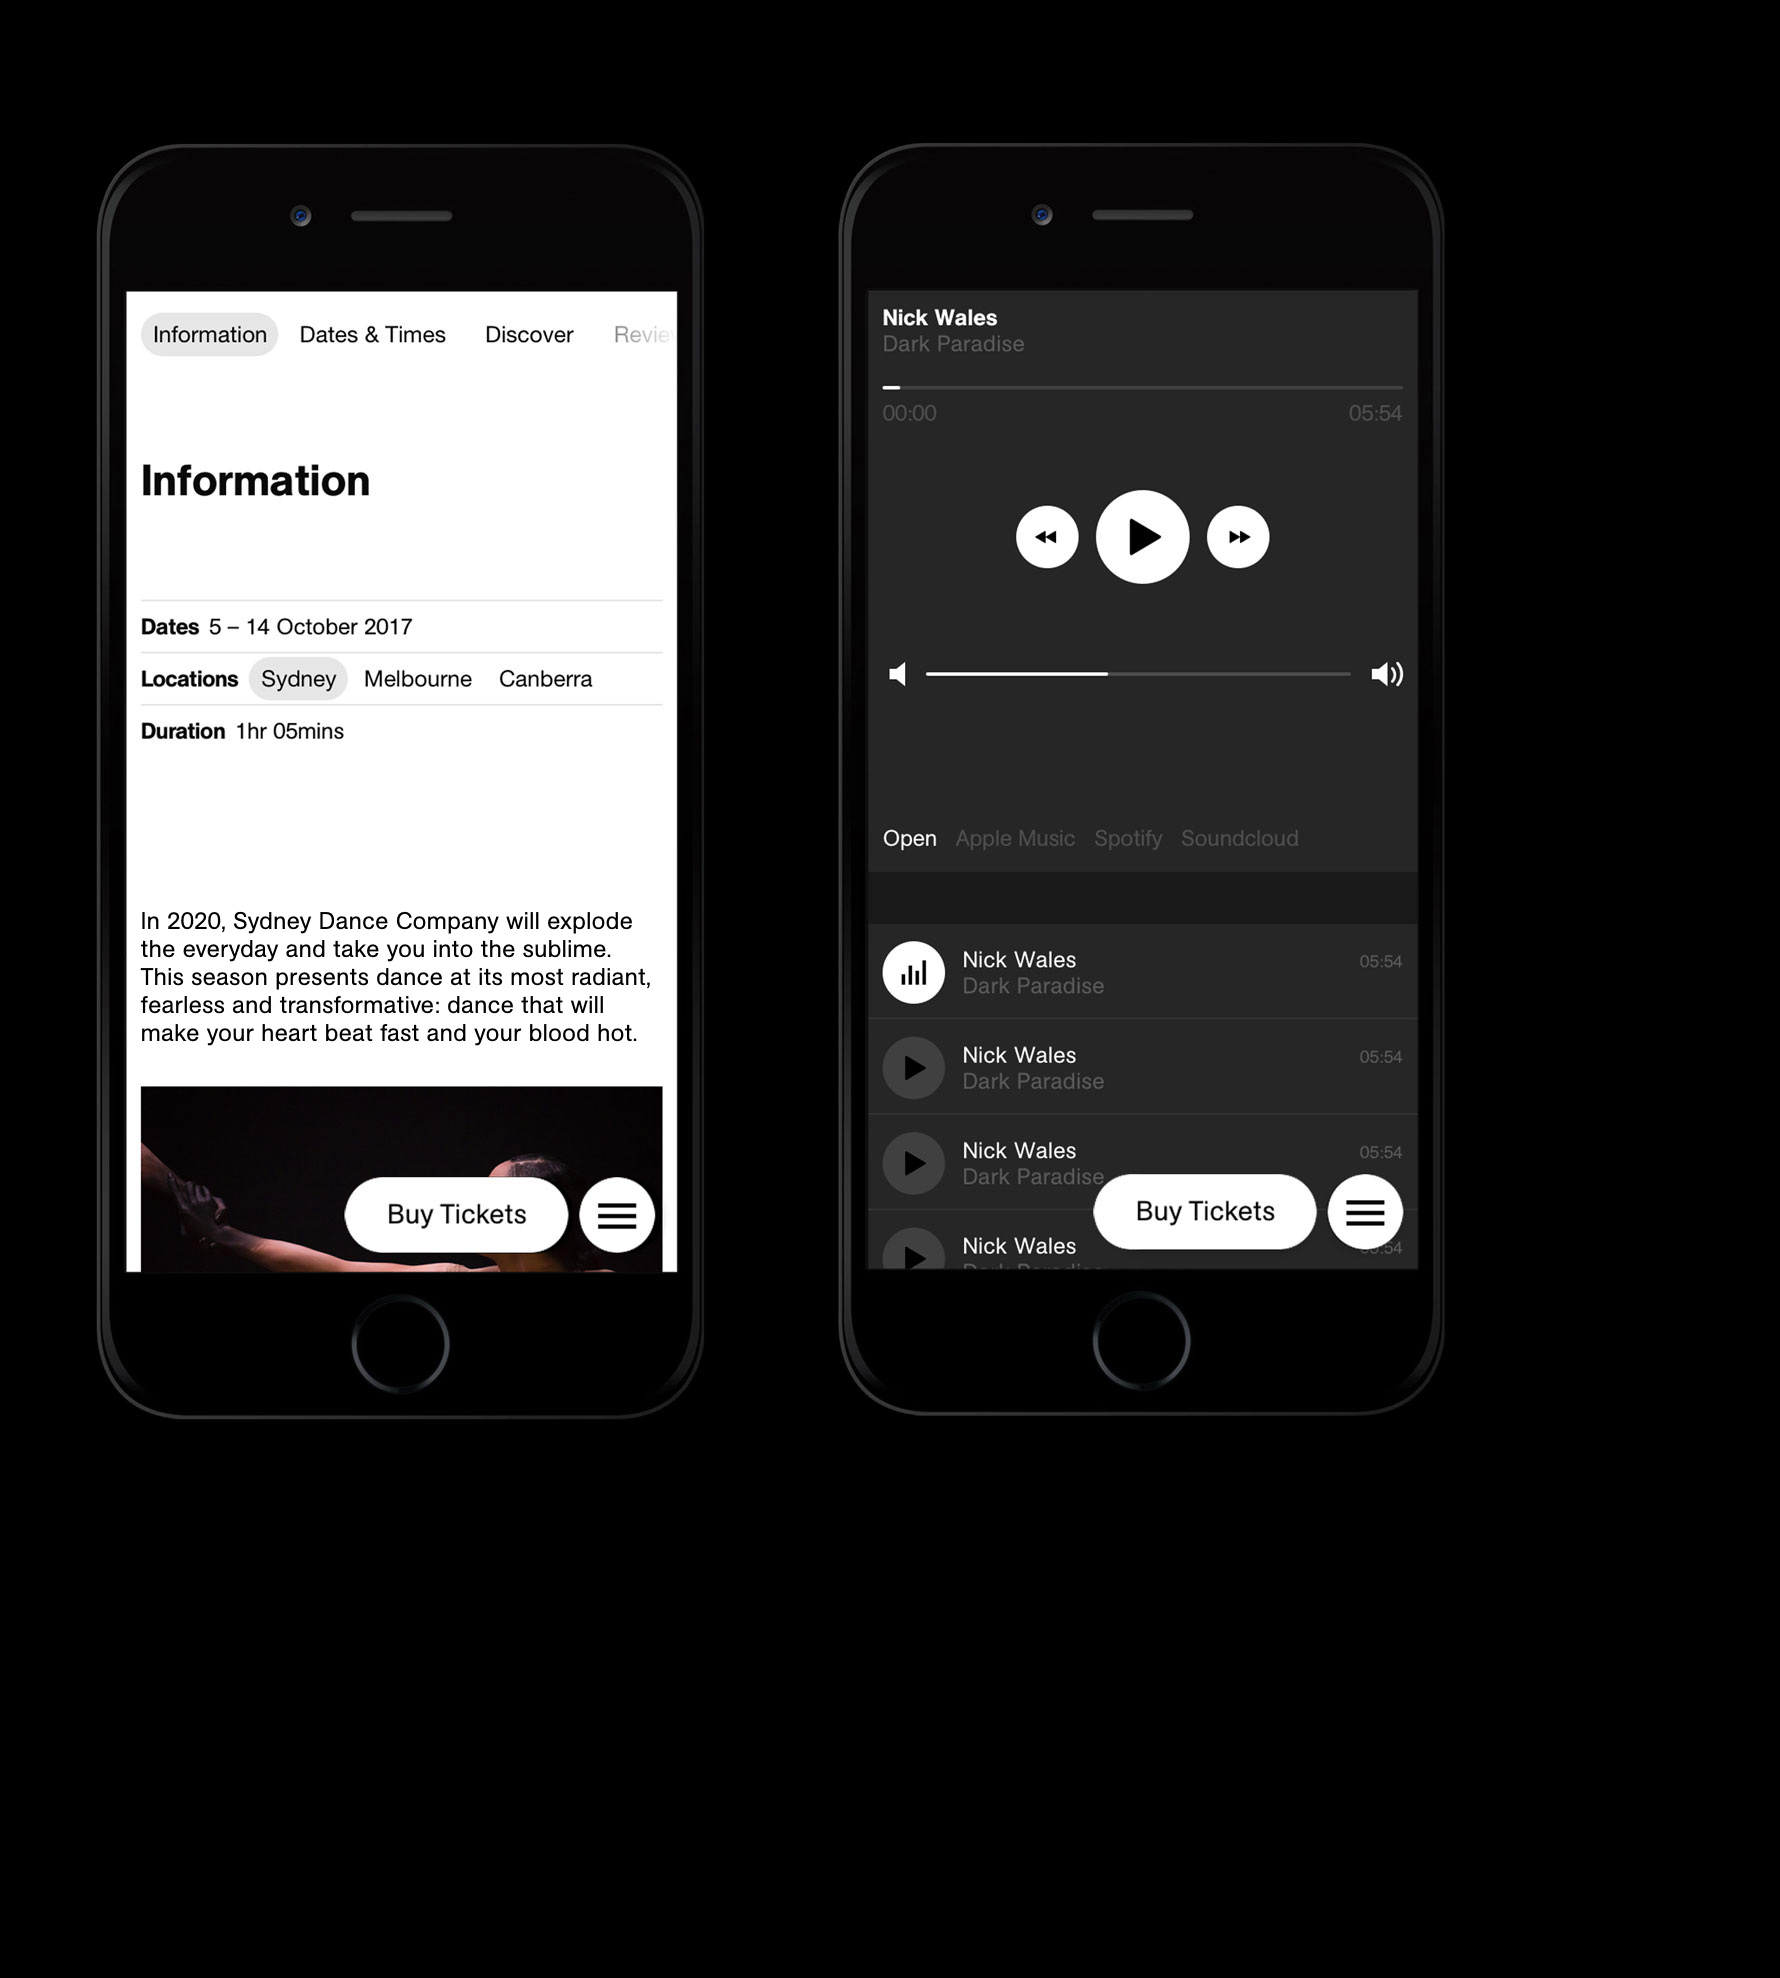 Information Dates & Times Discover Revie
Information
Dates 5 – 14 October 2017
Locations Sydney Melbourne Canberra
Duration 1hr 05mins
In 2020, Sydney Dance Company will explode
the everyday and take you into the sublime.
This season presents dance at its most radiant,
fearless and transformative: dance that will
make your heart beat fast and your blood hot.
Buy Tickets
Nick Wales
Dark Paradise
00:00 05:54
Open Apple Music Spotify Soundcloud
Nick Wales 05:54
Dark Paradise
Nick Wales 05:54
Dark Paradise
Nick Wales 05:54
Dark Paradise
Buy Tickets
Nick Wales
Dark Paradise